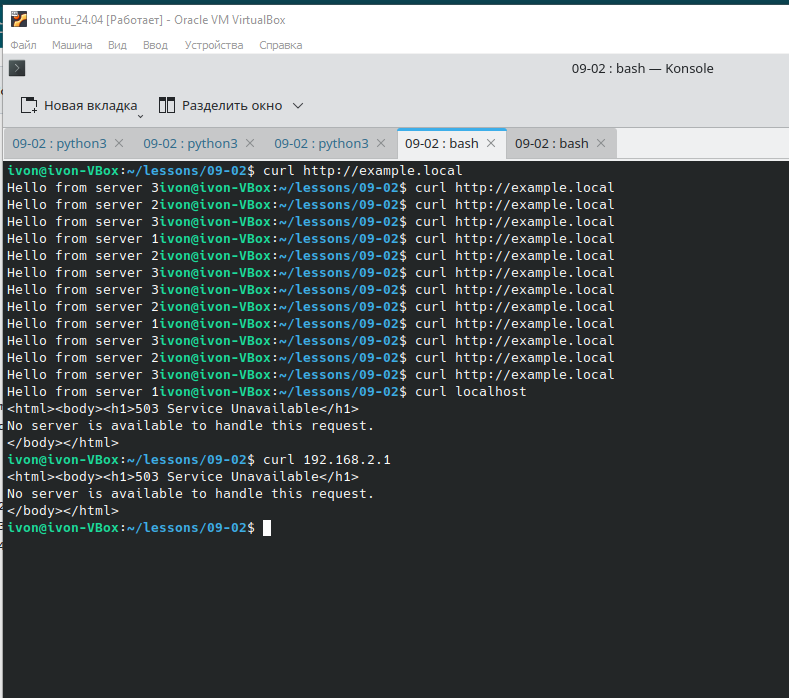 ubuntu_24.04 [Работает] - Oracle VM VirtualBox
Файл Машина Вид Ввод Устройства Справка
09-02 : bash — Konsole
Новая вкладка Разделить окно
09-02 : python3 09-02 : python3 09-02 : python3 09-02 : bash 09-02 : bash
ivon@ivon-VBox:~/lessons/09-02$ curl http://example.local
Hello from server 3ivon@ivon-VBox:~/lessons/09-02$ curl http://example.local
Hello from server 2ivon@ivon-VBox:~/lessons/09-02$ curl http://example.local
Hello from server 3ivon@ivon-VBox:~/lessons/09-02$ curl http://example.local
Hello from server 1ivon@ivon-VBox:~/lessons/09-02$ curl http://example.local
Hello from server 2ivon@ivon-VBox:~/lessons/09-02$ curl http://example.local
Hello from server 3ivon@ivon-VBox:~/lessons/09-02$ curl http://example.local
Hello from server 3ivon@ivon-VBox:~/lessons/09-02$ curl http://example.local
Hello from server 2ivon@ivon-VBox:~/lessons/09-02$ curl http://example.local
Hello from server 1ivon@ivon-VBox:~/lessons/09-02$ curl http://example.local
Hello from server 3ivon@ivon-VBox:~/lessons/09-02$ curl http://example.local
Hello from server 2ivon@ivon-VBox:~/lessons/09-02$ curl http://example.local
Hello from server 3ivon@ivon-VBox:~/lessons/09-02$ curl http://example.local
Hello from server 1ivon@ivon-VBox:~/lessons/09-02$ curl localhost
<html><body><h1>503 Service Unavailable</h1>
No server is available to handle this request.
</body></html>
ivon@ivon-VBox:~/lessons/09-02$ curl 192.168.2.1
<html><body><h1>503 Service Unavailable</h1>
No server is available to handle this request.
</body></html>
ivon@ivon-VBox:~/lessons/09-02$